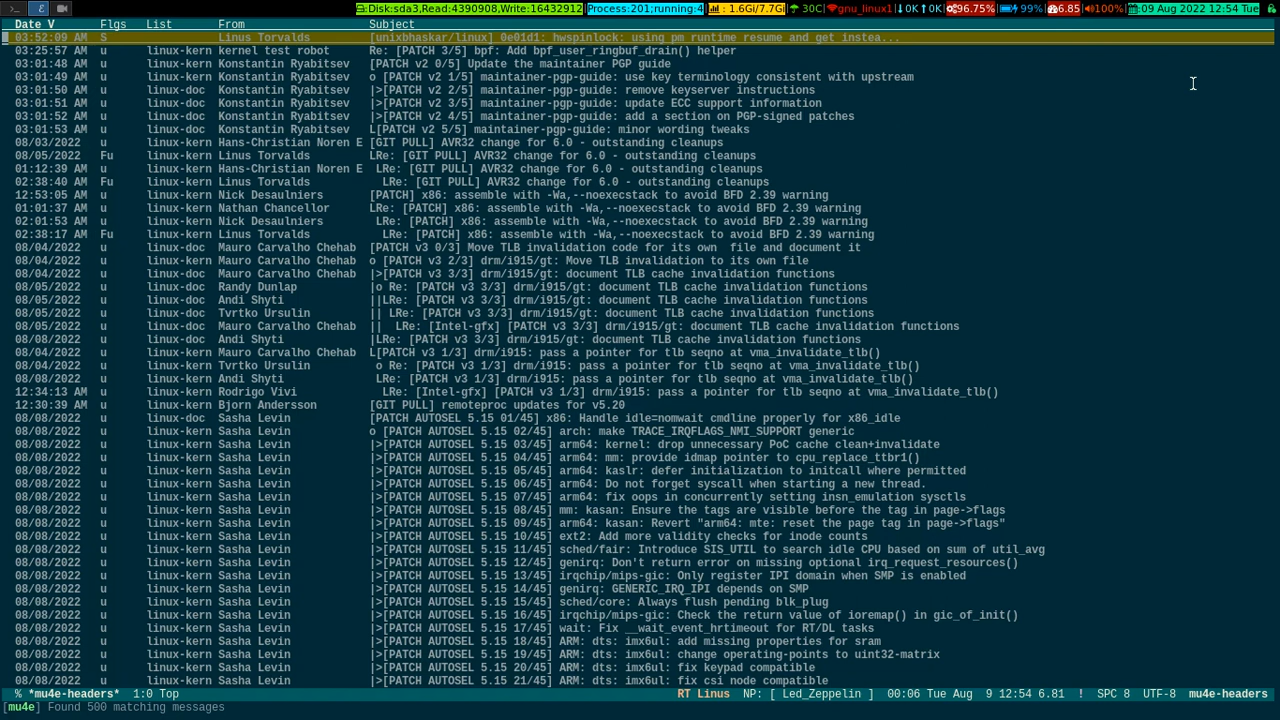 >_ Ɛ Disk:sda3,Read:4390908,Write:16432912 Process:201;running:4 : 1.6Gi/7.7Gi 30C gnu_linux1 ↓0K ↑0K 96.75% 99% 6.85 100% :09 Aug 2022 12:54 Tue
Date V Flgs List From Subject
03:52:09 AM S Linus Torvalds [unixbhaskar/linux] 0e01d1: hwspinlock: using pm runtime resume and get instea...
03:25:57 AM u linux-kern kernel test robot Re: [PATCH 3/5] bpf: Add bpf_user_ringbuf_drain() helper
03:01:48 AM u linux-kern Konstantin Ryabitsev [PATCH v2 0/5] Update the maintainer PGP guide
03:01:49 AM u linux-kern Konstantin Ryabitsev o [PATCH v2 1/5] maintainer-pgp-guide: use key terminology consistent with upstream
03:01:50 AM u linux-kern Konstantin Ryabitsev |>[PATCH v2 2/5] maintainer-pgp-guide: remove keyserver instructions
03:01:51 AM u linux-doc Konstantin Ryabitsev |>[PATCH v2 3/5] maintainer-pgp-guide: update ECC support information
03:01:52 AM u linux-doc Konstantin Ryabitsev |>[PATCH v2 4/5] maintainer-pgp-guide: add a section on PGP-signed patches
03:01:53 AM u linux-kern Konstantin Ryabitsev L[PATCH v2 5/5] maintainer-pgp-guide: minor wording tweaks
08/03/2022 u linux-kern Hans-Christian Noren E [GIT PULL] AVR32 change for 6.0 - outstanding cleanups
08/05/2022 Fu linux-kern Linus Torvalds LRe: [GIT PULL] AVR32 change for 6.0 - outstanding cleanups
01:12:39 AM u linux-kern Hans-Christian Noren E LRe: [GIT PULL] AVR32 change for 6.0 - outstanding cleanups
02:38:40 AM Fu linux-kern Linus Torvalds LRe: [GIT PULL] AVR32 change for 6.0 - outstanding cleanups
12:53:05 AM u linux-kern Nick Desaulniers [PATCH] x86: assemble with -Wa,--noexecstack to avoid BFD 2.39 warning
01:01:37 AM u linux-kern Nathan Chancellor LRe: [PATCH] x86: assemble with -Wa,--noexecstack to avoid BFD 2.39 warning
02:01:53 AM u linux-kern Nick Desaulniers LRe: [PATCH] x86: assemble with -Wa,--noexecstack to avoid BFD 2.39 warning
02:38:17 AM Fu linux-kern Linus Torvalds LRe: [PATCH] x86: assemble with -Wa,--noexecstack to avoid BFD 2.39 warning
08/04/2022 u linux-doc Mauro Carvalho Chehab [PATCH v3 0/3] Move TLB invalidation code for its own file and document it
08/04/2022 u linux-kern Mauro Carvalho Chehab o [PATCH v3 2/3] drm/i915/gt: Move TLB invalidation to its own file
08/04/2022 u linux-doc Mauro Carvalho Chehab |>[PATCH v3 3/3] drm/i915/gt: document TLB cache invalidation functions
08/05/2022 u linux-doc Randy Dunlap |o Re: [PATCH v3 3/3] drm/i915/gt: document TLB cache invalidation functions
08/05/2022 u linux-doc Andi Shyti ||LRe: [PATCH v3 3/3] drm/i915/gt: document TLB cache invalidation functions
08/05/2022 u linux-doc Tvrtko Ursulin || LRe: [PATCH v3 3/3] drm/i915/gt: document TLB cache invalidation functions
08/05/2022 u linux-doc Mauro Carvalho Chehab || LRe: [Intel-gfx] [PATCH v3 3/3] drm/i915/gt: document TLB cache invalidation functions
08/08/2022 u linux-doc Andi Shyti |LRe: [PATCH v3 3/3] drm/i915/gt: document TLB cache invalidation functions
08/04/2022 u linux-kern Mauro Carvalho Chehab L[PATCH v3 1/3] drm/i915: pass a pointer for tlb seqno at vma_invalidate_tlb()
08/04/2022 u linux-kern Tvrtko Ursulin o Re: [PATCH v3 1/3] drm/i915: pass a pointer for tlb seqno at vma_invalidate_tlb()
08/08/2022 u linux-kern Andi Shyti LRe: [PATCH v3 1/3] drm/i915: pass a pointer for tlb seqno at vma_invalidate_tlb()
12:34:13 AM u linux-kern Rodrigo Vivi LRe: [Intel-gfx] [PATCH v3 1/3] drm/i915: pass a pointer for tlb seqno at vma_invalidate_tlb()
12:30:39 AM u linux-kern Bjorn Andersson [GIT PULL] remoteproc updates for v5.20
08/08/2022 u linux-doc Sasha Levin [PATCH AUTOSEL 5.15 01/45] x86: Handle idle=nomwait cmdline properly for x86_idle
08/08/2022 u linux-kern Sasha Levin o [PATCH AUTOSEL 5.15 02/45] arch: make TRACE_IRQFLAGS_NMI_SUPPORT generic
08/08/2022 u linux-kern Sasha Levin |>[PATCH AUTOSEL 5.15 03/45] arm64: kernel: drop unnecessary PoC cache clean+invalidate
08/08/2022 u linux-kern Sasha Levin |>[PATCH AUTOSEL 5.15 04/45] arm64: mm: provide idmap pointer to cpu_replace_ttbr1()
08/08/2022 u linux-kern Sasha Levin |>[PATCH AUTOSEL 5.15 05/45] arm64: kaslr: defer initialization to initcall where permitted
08/08/2022 u linux-kern Sasha Levin |>[PATCH AUTOSEL 5.15 06/45] arm64: Do not forget syscall when starting a new thread.
08/08/2022 u linux-kern Sasha Levin |>[PATCH AUTOSEL 5.15 07/45] arm64: fix oops in concurrently setting insn_emulation sysctls
08/08/2022 u linux-kern Sasha Levin |>[PATCH AUTOSEL 5.15 08/45] mm: kasan: Ensure the tags are visible before the tag in page->flags
08/08/2022 u linux-kern Sasha Levin |>[PATCH AUTOSEL 5.15 09/45] arm64: kasan: Revert "arm64: mte: reset the page tag in page->flags"
08/08/2022 u linux-kern Sasha Levin |>[PATCH AUTOSEL 5.15 10/45] ext2: Add more validity checks for inode counts
08/08/2022 u linux-kern Sasha Levin |>[PATCH AUTOSEL 5.15 11/45] sched/fair: Introduce SIS_UTIL to search idle CPU based on sum of util_avg
08/08/2022 u linux-kern Sasha Levin |>[PATCH AUTOSEL 5.15 12/45] genirq: Don't return error on missing optional irq_request_resources()
08/08/2022 u linux-kern Sasha Levin |>[PATCH AUTOSEL 5.15 13/45] irqchip/mips-gic: Only register IPI domain when SMP is enabled
08/08/2022 u linux-kern Sasha Levin |>[PATCH AUTOSEL 5.15 14/45] genirq: GENERIC_IRQ_IPI depends on SMP
08/08/2022 u linux-kern Sasha Levin |>[PATCH AUTOSEL 5.15 15/45] sched/core: Always flush pending blk_plug
08/08/2022 u linux-kern Sasha Levin |>[PATCH AUTOSEL 5.15 16/45] irqchip/mips-gic: Check the return value of ioremap() in gic_of_init()
08/08/2022 u linux-kern Sasha Levin |>[PATCH AUTOSEL 5.15 17/45] wait: Fix __wait_event_hrtimeout for RT/DL tasks
08/08/2022 u linux-kern Sasha Levin |>[PATCH AUTOSEL 5.15 18/45] ARM: dts: imx6ul: add missing properties for sram
08/08/2022 u linux-kern Sasha Levin |>[PATCH AUTOSEL 5.15 19/45] ARM: dts: imx6ul: change operating-points to uint32-matrix
08/08/2022 u linux-kern Sasha Levin |>[PATCH AUTOSEL 5.15 20/45] ARM: dts: imx6ul: fix keypad compatible
08/08/2022 u linux-kern Sasha Levin |>[PATCH AUTOSEL 5.15 21/45] ARM: dts: imx6ul: fix csi node compatible
% *mu4e-headers* 1:0 Top RT Linus NP: [ Led_Zeppelin ] 00:06 Tue Aug 9 12:54 6.81 ! SPC 8 UTF-8 mu4e-headers
[mu4e] Found 500 matching messages